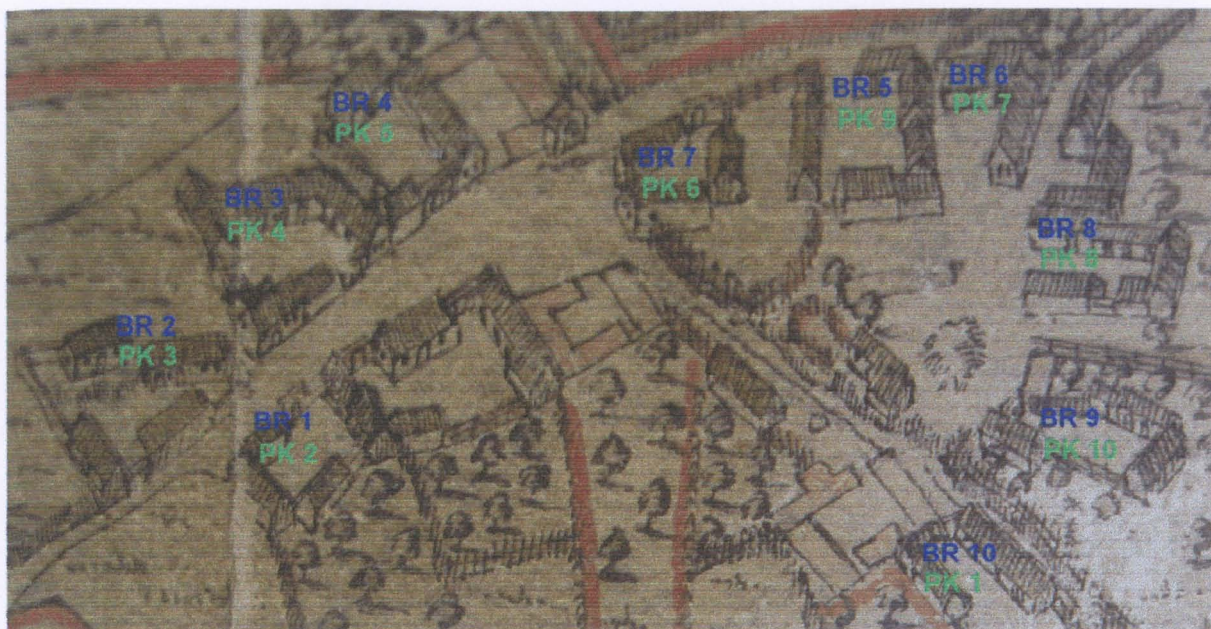 BR 4
PK 5
BR 5
PK 9
BR 6
PK 7
BR 7
PK 6
BR 3
PK 4
BR 8
PK 8
BR 2
PK 3
BR 1
PK 2
BR 9
PK 10
BR 10
PK 1